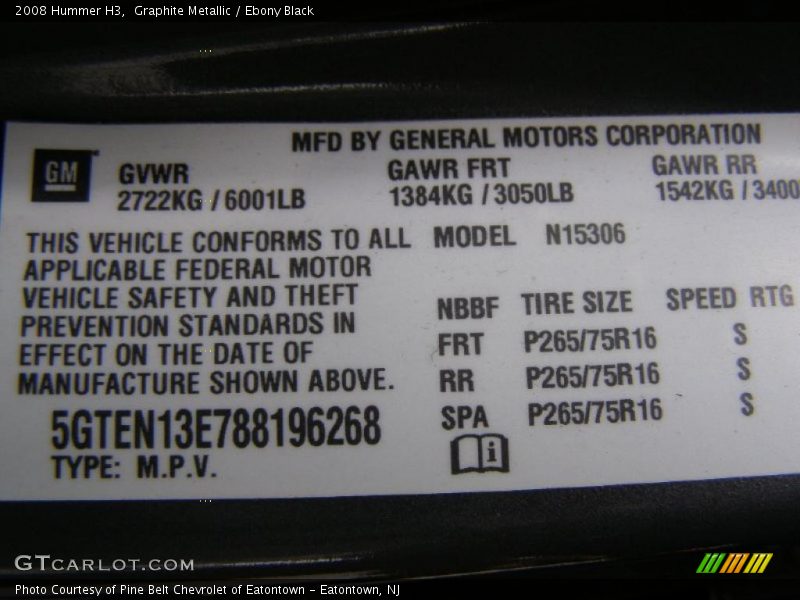 2008 Hummer H3,  Graphite Metallic / Ebony Black
MFD BY GENERAL MOTORS CORPORATION
GM
GVWR GAWR FRT GAWR RR
2722KG / 6001LB 1384KG / 3050LB 1542KG / 3400
THIS VEHICLE CONFORMS TO ALL MODEL N15306
APPLICABLE FEDERAL MOTOR
VEHICLE SAFETY AND THEFT NBBF TIRE SIZE SPEED RTG
PREVENTION STANDARDS IN FRT P265/75R16 S
EFFECT ON THE DATE OF
MANUFACTURE SHOWN ABOVE. RR P265/75R16 S
5GTEN13E788196268 SPA P265/75R16 S
TYPE: M.P.V. i
GTCARLOT.COM
Photo Courtesy of Pine Belt Chevrolet of Eatontown - Eatontown, NJ